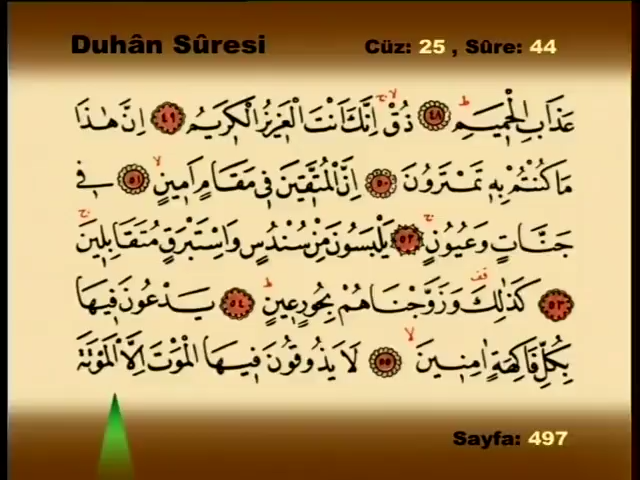 Duhân Sûresi
Cüz: 25 , Sûre: 44
عَذَابِ الْحَمِيمِ ﴿٤٨﴾ ذُقْ اِنَّكَ اَنْتَ الْعَزِيزُ الْكَرِيمُ ﴿٤٩﴾ اِنَّ هٰذَا
مَا كُنْتُمْ بِهِ تَمْتَرُونَ ﴿٥٠﴾ اِنَّ الْمُتَّقِينَ فِي مَقَامٍ اَمِينٍ ﴿٥١﴾ فِي
جَنَّاتٍ وَعُيُونٍ ﴿٥٢﴾ يَلْبَسُونَ مِنْ سُنْدُسٍ وَاِسْتَبْرَقٍ مُتَقَابِلِينَ
﴿٥٣﴾ كَذٰلِكَ وَزَوَّجْنَاهُمْ بِحُورٍ عِينٍ ﴿٥٤﴾ يَدْعُونَ فِيهَا
بِكُلِّ فَاكِهَةٍ اٰمِنِينَ ﴿٥٥﴾ لَا يَذُوقُونَ فِيهَا الْمَوْتَ اِلَّا الْمَوْتَةَ
Sayfa: 497